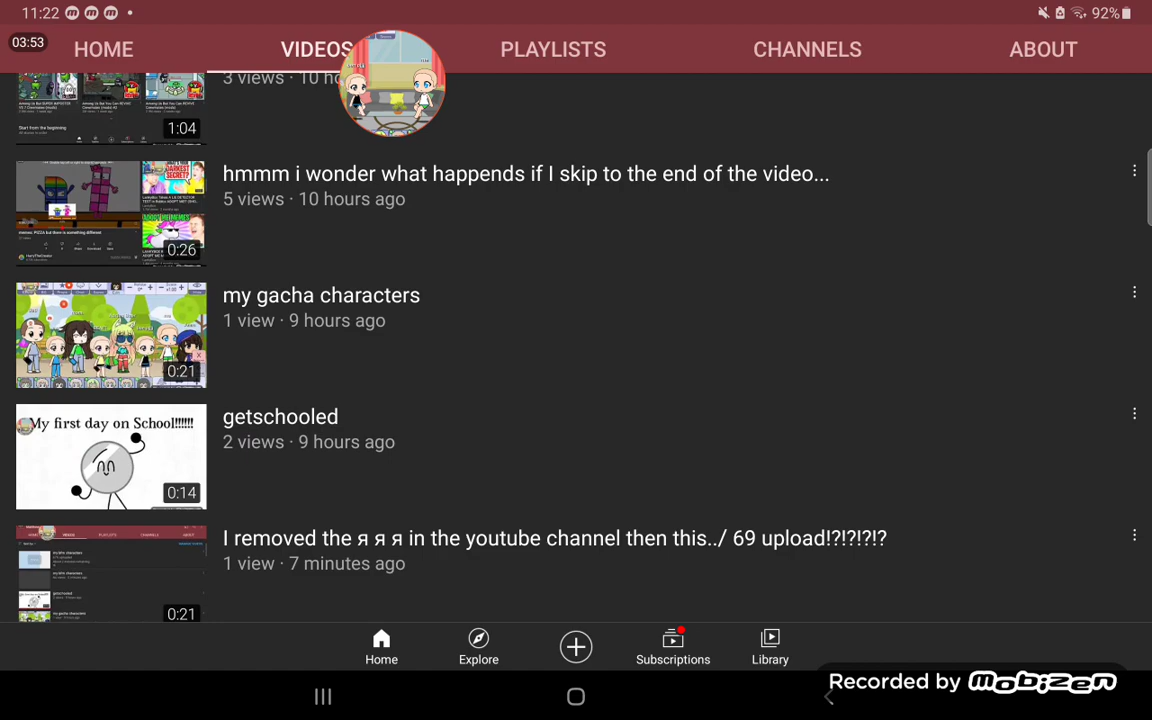 11:22
92%
03:53
HOME
VIDEOS
PLAYLISTS
CHANNELS
ABOUT
3 views · 10 ho
1:04
Start from the beginning
hmmm i wonder what happends if I skip to the end of the video...
5 views · 10 hours ago
0:26
my gacha characters
1 view · 9 hours ago
0:21
getschooled
2 views · 9 hours ago
My first day on School!!!!!!
0:14
I removed the я я я in the youtube channel then this../ 69 upload!?!?!?!?
1 view · 7 minutes ago
0:21
Home
Explore
Subscriptions
Library
Recorded by mobizen